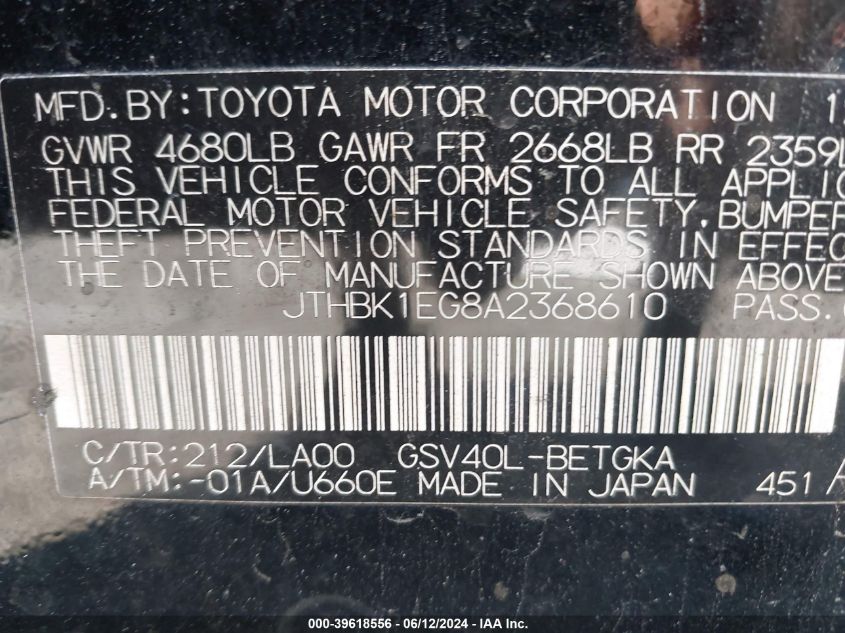 MFD.BY:TOYOTA MOTOR CORPORATION 1
GVWR 4680LB GAWR FR 2668LB RR 2359L
THIS VEHICLE CONFORMS TO ALL APPLIC
FEDERAL MOTOR VEHICLE SAFETY,BUMPER
THEFT PREVENTION STANDARDS IN EFFEC
THE DATE OF MANUFACTURE SHOWN ABOVE
JTHBK1EG8A2368610 PASS.
C/TR:212/LA00 GSV40L-BETGKA
A/TM:-01A/U660E MADE IN JAPAN 451
000-39618556 - 06/12/2024 - IAA Inc.